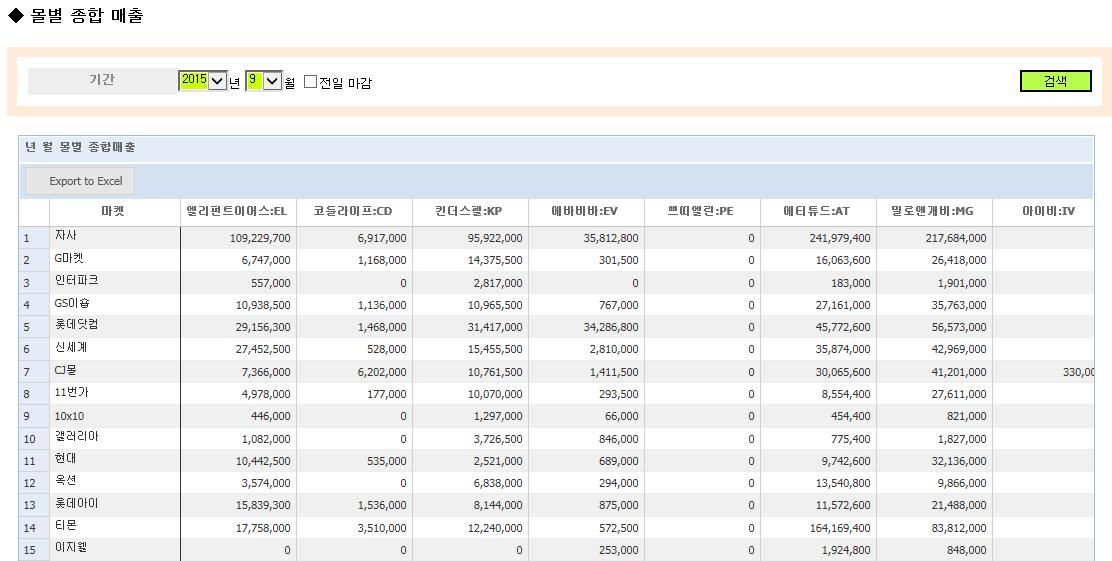 ◆ 몰별 종합 매출
기간 2015 년 9 월 전일 마감 검색
년 월 몰별 종합매출
Export to Excel
마켓 엘리펀트이어스:EL 코들라이프:CD 킨더스펠:KP 에바비바:EV 쁘띠엘린:PE 에티튜드:AT 밀로앤개비:MG 아이비:IV
1 자사 109,229,700 6,917,000 95,922,000 35,812,800 0 241,979,400 217,684,000
2 G마켓 6,747,000 1,168,000 14,375,500 301,500 0 16,063,600 26,418,000
3 인터파크 557,000 0 2,817,000 0 0 183,000 1,901,000
4 GS이숍 10,938,500 1,136,000 10,965,500 767,000 0 27,161,000 35,763,000
5 롯데닷컴 29,156,300 1,468,000 31,417,000 34,286,800 0 45,772,600 56,573,000
6 신세계 27,452,500 528,000 15,455,500 2,810,000 0 35,874,000 42,969,000
7 CJ몰 7,366,000 6,202,000 10,761,500 1,411,500 0 30,065,600 41,201,000 330,00
8 11번가 4,978,000 177,000 10,070,000 293,500 0 8,554,400 27,611,000
9 10x10 446,000 0 1,297,000 66,000 0 454,400 821,000
10 갤러리아 1,082,000 0 3,726,500 846,000 0 775,400 1,827,000
11 현대 10,442,500 535,000 2,521,000 689,000 0 9,742,600 32,136,000
12 옥션 3,574,000 0 6,838,000 294,000 0 13,540,800 9,866,000
13 롯데아이 15,839,300 1,536,000 8,144,000 875,000 0 11,572,600 21,488,000
14 티몬 17,758,000 3,510,000 12,240,000 572,500 0 164,169,400 83,812,000
15 이지웰 0 0 0 253,000 0 1,924,800 848,000